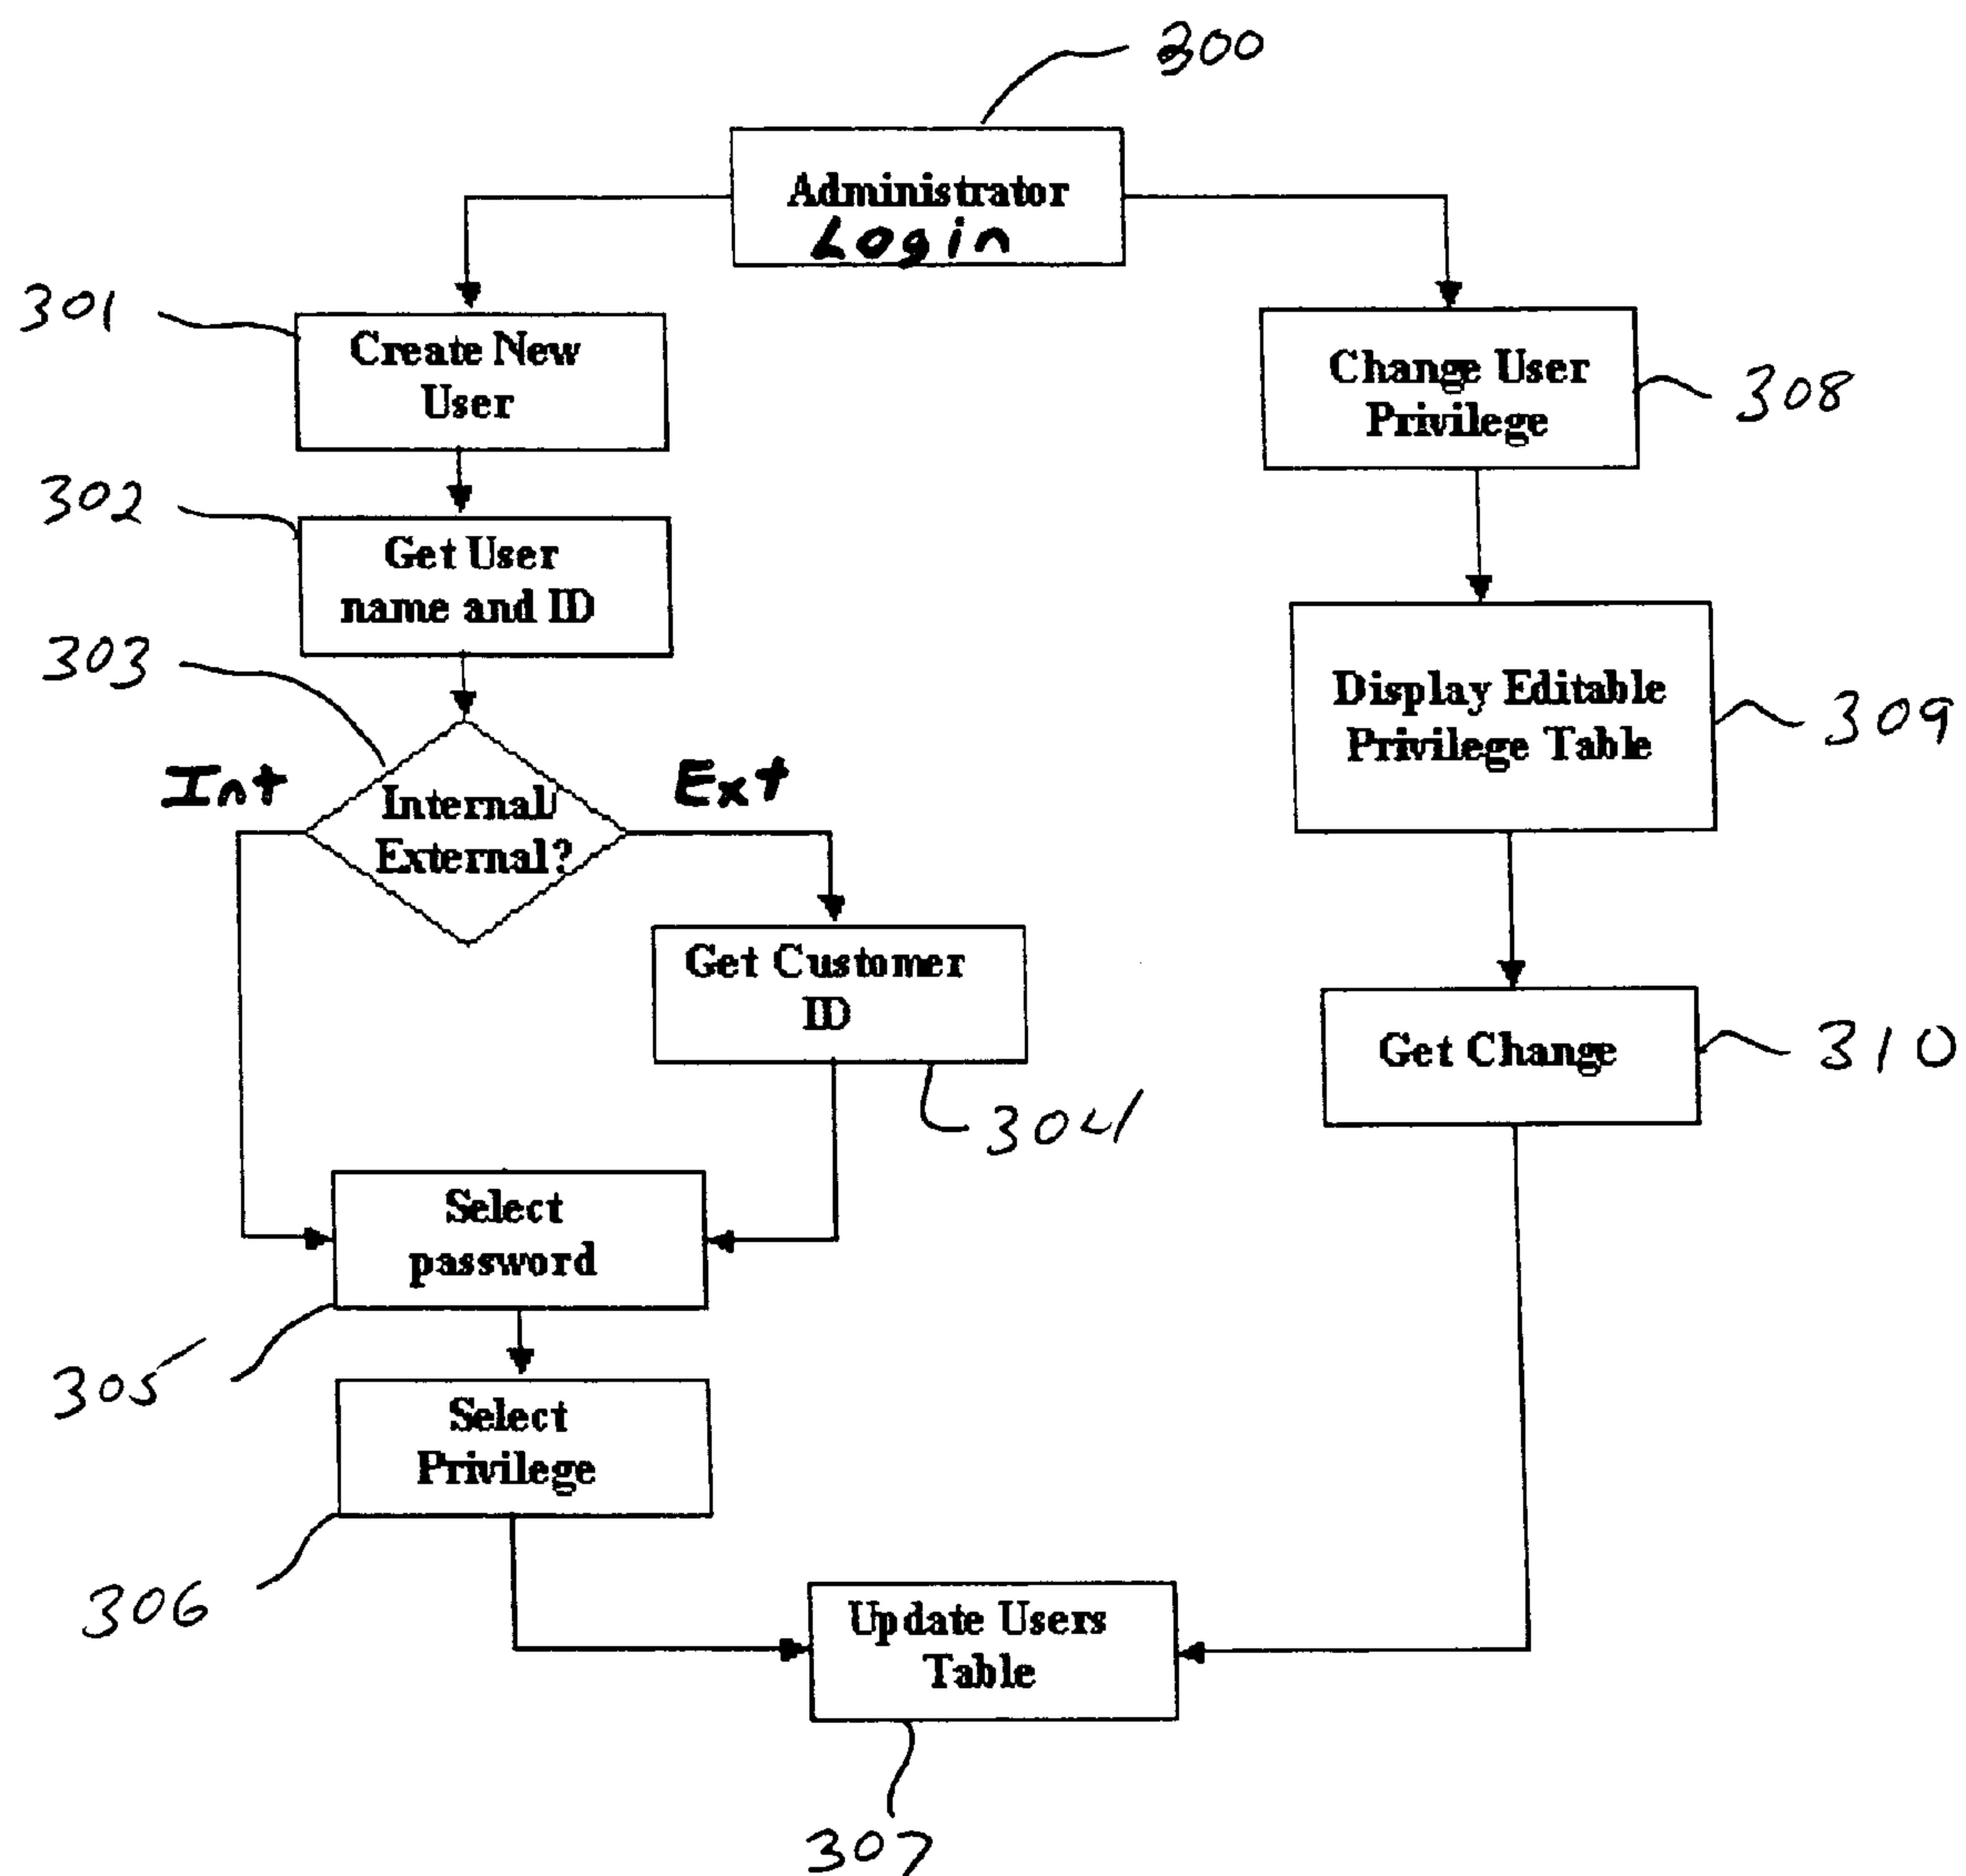 300
Administrator
Login
301
Create New
User
Change User
Privilege
308
302
Get User
name and ID
303
Display Editable
Privilege Table
309
Int
Ext
Internal/
External?
Get Customer
ID
304
Get Change
310
Select
password
305
Select
Privilege
306
Update Users
Table
307